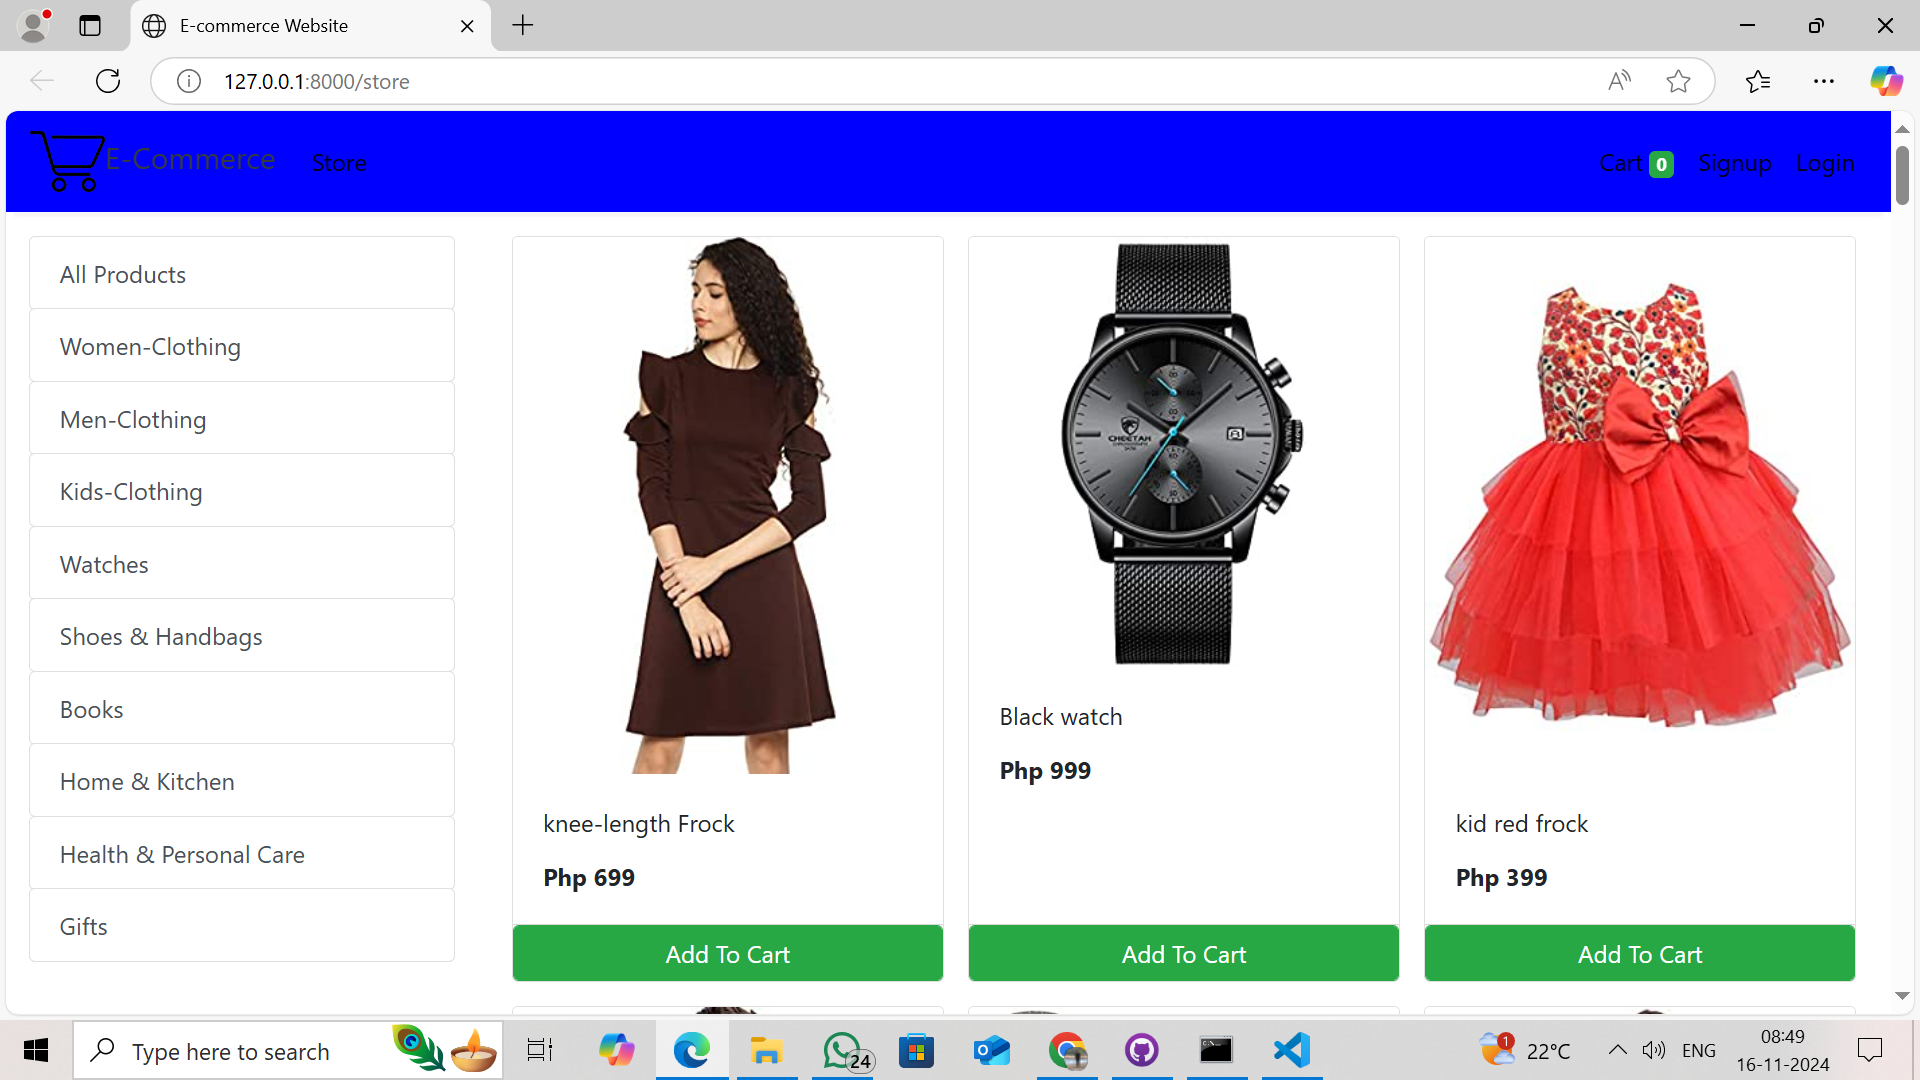 E-commerce Website
127.0.0.1:8000/store
E-Commerce
Store
Cart 0
Signup
Login
All Products
Women-Clothing
Men-Clothing
Kids-Clothing
Watches
Shoes & Handbags
Books
Home & Kitchen
Health & Personal Care
Gifts
knee-length Frock
Php 699
Add To Cart
CHEETAH
Black watch
Php 999
Add To Cart
kid red frock
Php 399
Add To Cart
Type here to search
24
1
22°C
ENG
08:49
16-11-2024